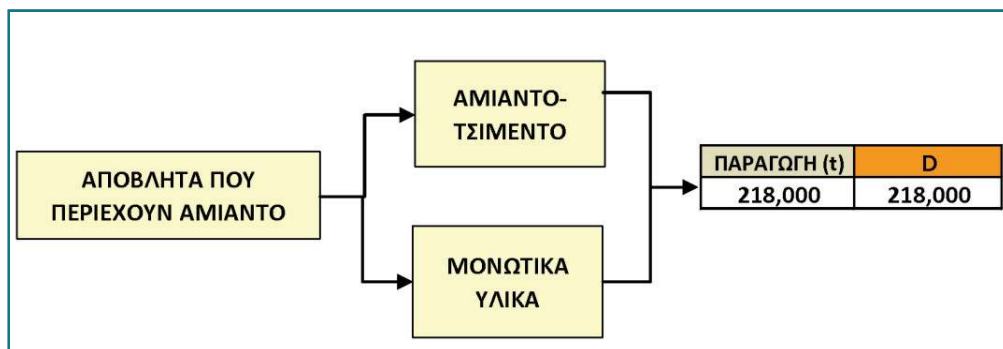 ΑΠΟΒΛΗΤΑ ΠΟΥ
ΠΕΡΙΕΧΟΥΝ ΑΜΙΑΝΤΟ
ΑΜΙΑΝΤΟ-
ΤΣΙΜΕΝΤΟ
ΜΟΝΩΤΙΚΑ
ΥΛΙΚΑ
ΠΑΡΑΓΩΓΗ (t) D
218,000 218,000